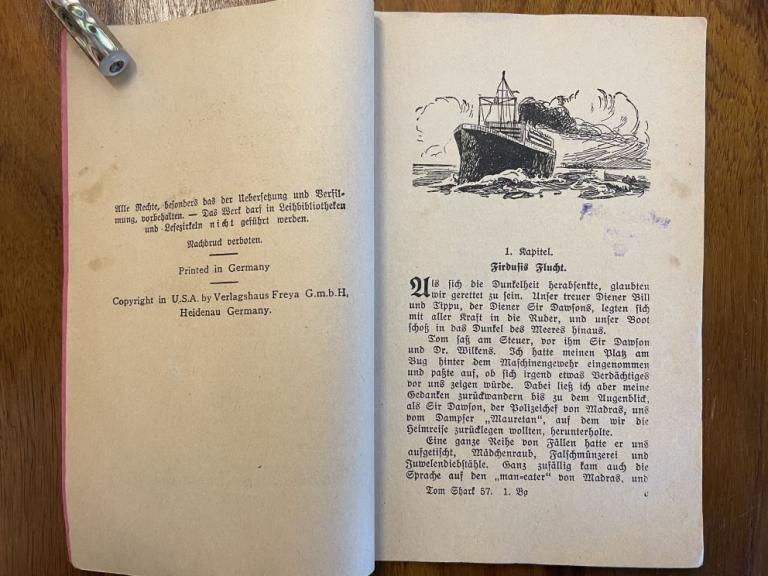 Alle Rechte, besonders das der Uebersetzung und Verfil-
mung, vorbehalten. — Das Werk darf in Leihbibliotheken
und Lesezirkeln nicht geführt werden.
Nachdruck verboten.
Printed in Germany
Copyright in U.S.A. by Verlagshaus Freya G.m.b.H,
Heidenau Germany.
1. Kapitel.
Firdusis Flucht.
Als sich die Dunkelheit herabsenkte, glaubten
wir gerettet zu sein. Unser treuer Diener Bill
und Tippu, der Diener Sir Dawsons, legten sich
mit aller Kraft in die Ruder, und unser Boot
schoß in das Dunkel des Meeres hinaus.
Tom saß am Steuer, vor ihm Sir Dawson
und Dr. Wilkens. Ich hatte meinen Platz am
Bug hinter dem Maschinengewehr eingenommen
und paßte auf, ob sich irgend etwas Verdächtiges
vor uns zeigen würde. Dabei ließ ich aber meine
Gedanken zurückwandern bis zu dem Augenblick,
als Sir Dawson, der Polizeichef von Madras, uns
vom Dampfer „Mauretan“, auf dem wir die
Heimreise zurücklegen wollten, herunterholte.
Eine ganze Reihe von Fällen hatte er uns
aufgetischt, Mädchenraub, Falschmünzerei und
Juwelendiebstähle. Ganz zufällig kam auch die
Sprache auf den „man-eater“ von Madras. und
Tom Shark 57. 1. Bg